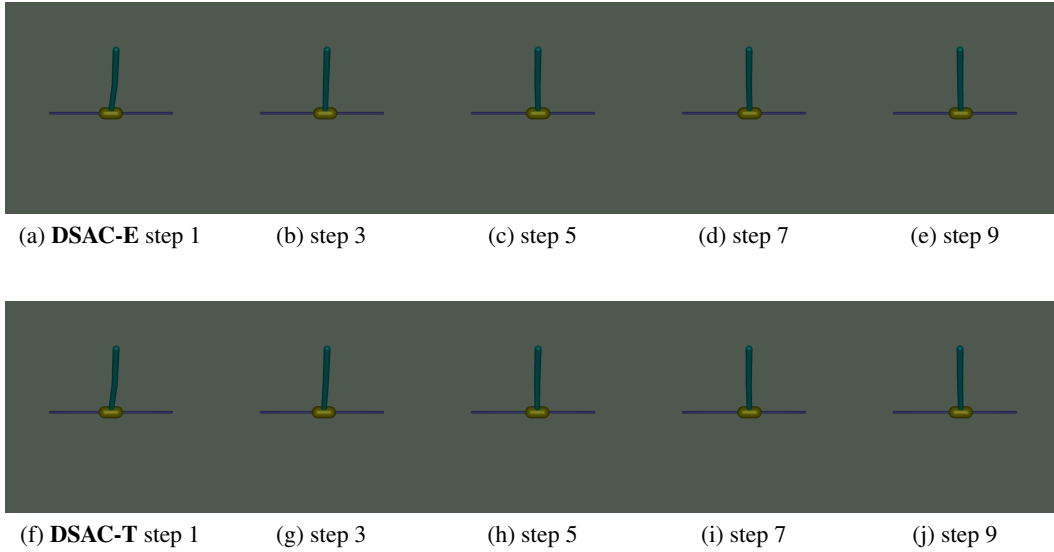 (a) DSAC-E step 1 (b) step 3 (c) step 5 (d) step 7 (e) step 9
(f) DSAC-T step 1 (g) step 3 (h) step 5 (i) step 7 (j) step 9